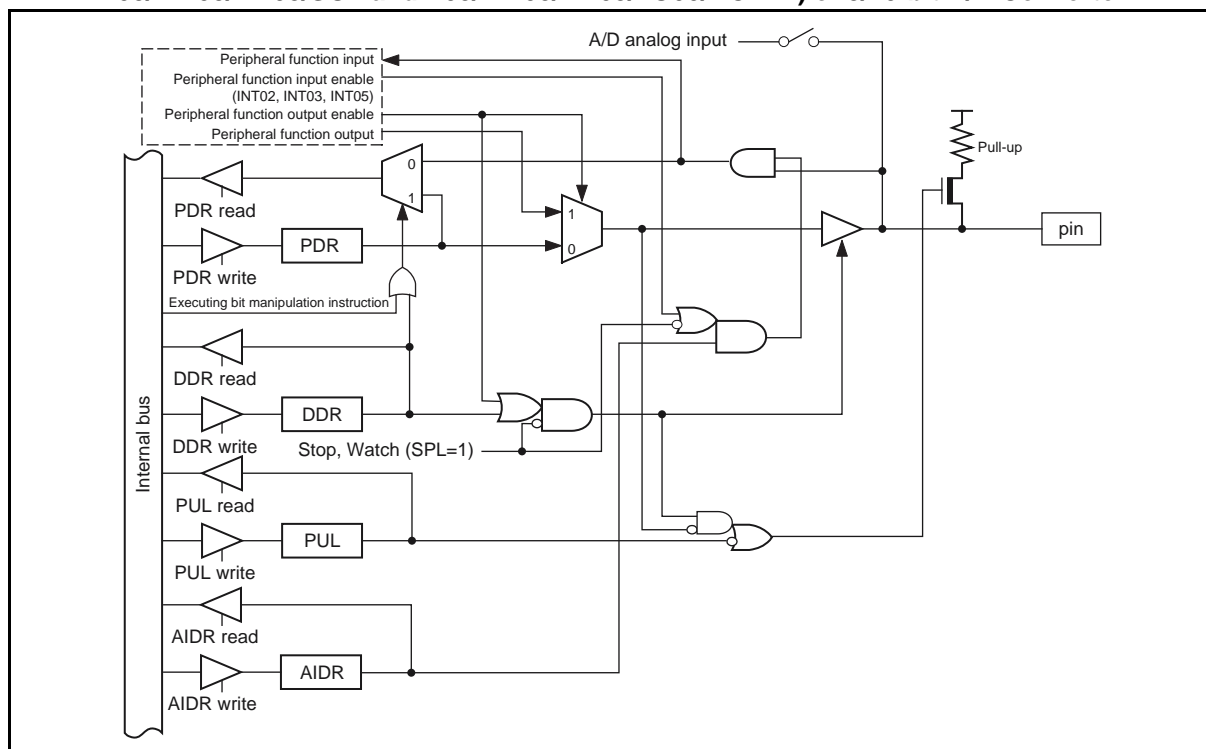 A/D analog input
Peripheral function input
Peripheral function input enable
(INT02, INT03, INT05)
Peripheral function output enable
Peripheral function output
Pull-up
0
1
PDR read
1
0
pin
PDR
PDR write
Executing bit manipulation instruction
DDR read
DDR
DDR write
Stop, Watch (SPL=1)
Internal bus
PUL read
PUL
PUL write
AIDR read
AIDR
AIDR write